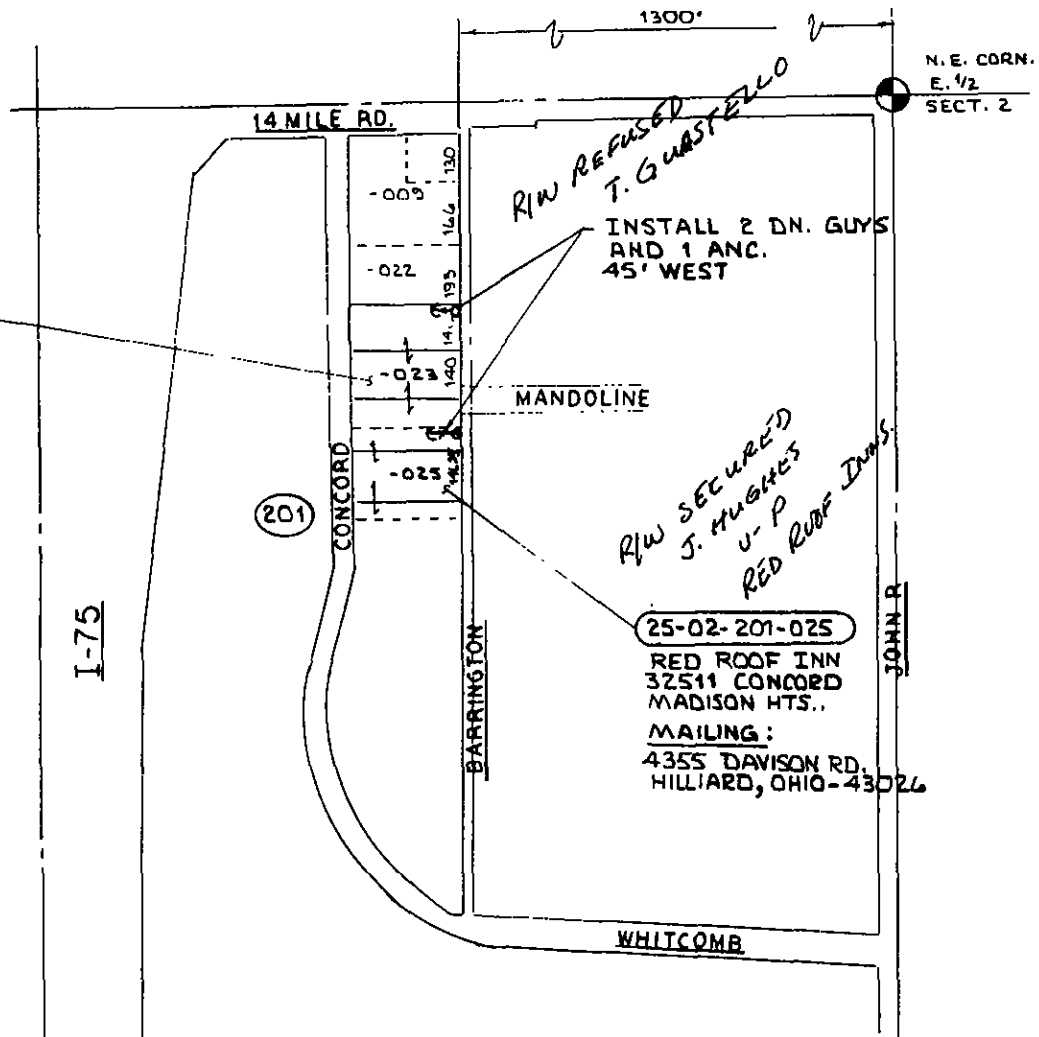 1300'
N.E. CORN.
E. 1/2
SECT. 2
14 MILE RD.
R/W REFUSED
T. GUASTELLO
130
-009
166
INSTALL 2 DN. GUYS
AND 1 ANC.
45' WEST
-022
195
14.
-023
140
MANDOLINE
-025
201
CONCORD
R/W SECURED
J. HUGHES
V-P
RED ROOF INNS.
I-75
BARRINGTON
JOHN R
25-02-201-025
RED ROOF INN
32511 CONCORD
MADISON HTS.,
MAILING:
4355 DAVISON RD.
HILLIARD, OHIO-43026
WHITCOMB